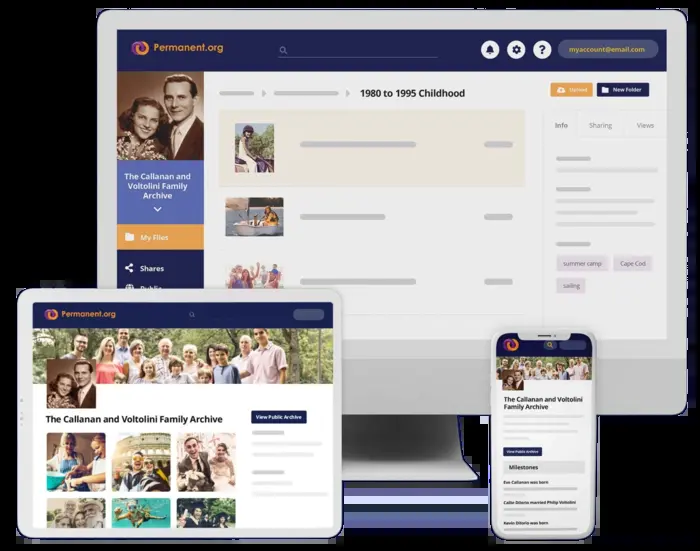 Permanent.org
myaccount@email.com
1980 to 1995 Childhood
Upload
New Folder
Info
Sharing
Views
The Callanan and
Voltolini Family
Archive
My Files
Shares
Public
summer camp
Cape Cod
sailing
Permanent.org
The Callanan and Voltolini Family Archive
View Public Archive
The Callanan and Voltolini
Family Archive
View Public Archive
Milestones
Eve Callanan was born
Callie Ditorio married Philip Voltolini
Kevin Ditorio was born